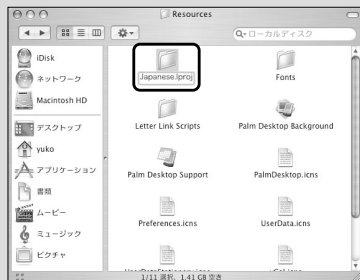 Resources
ローカルディスク
iDisk
ネットワーク
Macintosh HD
デスクトップ
yuko
アプリケーション
書類
ムービー
ミュージック
ピクチャ
Japanese.lproj
Fonts
Letter Link Scripts
Palm Desktop Background
Palm Desktop Support
PalmDesktop.icns
Preferences.icns
UserData.icns
1/11 選択、1.41 GB 空き